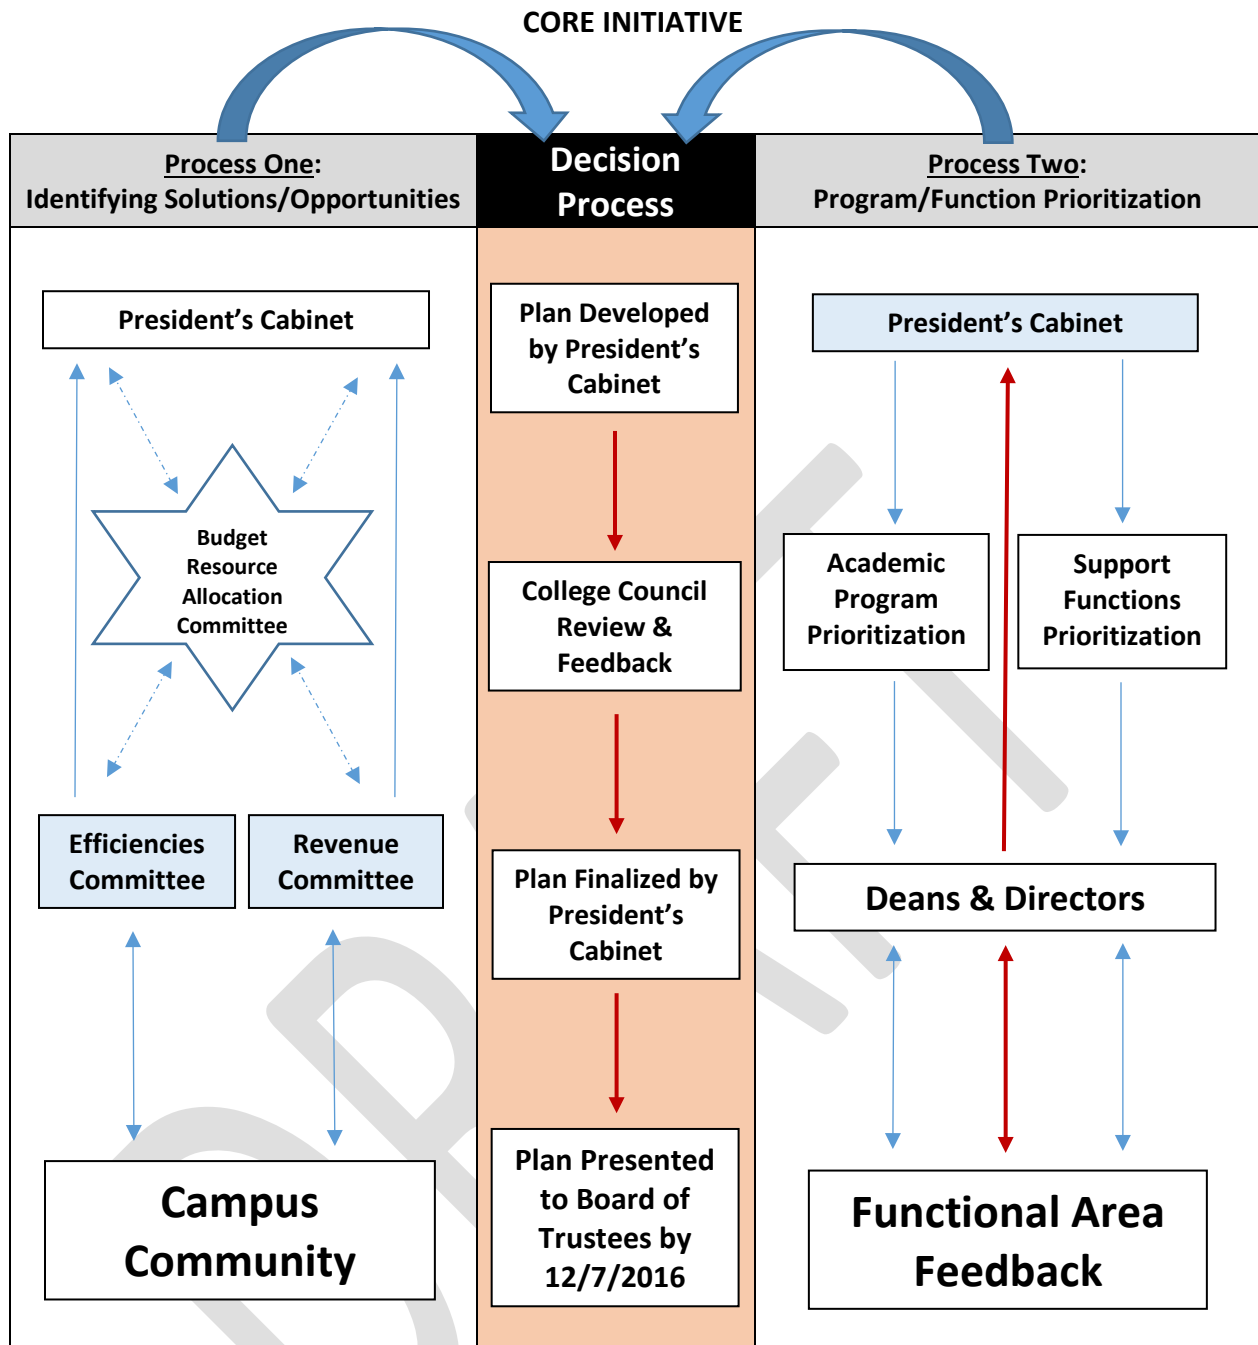 CORE INITIATIVE
Process One:
Identifying Solutions/Opportunities
Decision
Process
Process Two:
Program/Function Prioritization
President’s Cabinet
Budget
Resource
Allocation
Committee
Efficiencies
Committee
Revenue
Committee
Campus
Community
Plan Developed
by President’s
Cabinet
College Council
Review &
Feedback
Plan Finalized by
President’s
Cabinet
Plan Presented
to Board of
Trustees by
12/7/2016
President’s Cabinet
Academic
Program
Prioritization
Support
Functions
Prioritization
Deans & Directors
Functional Area
Feedback
DRAFT